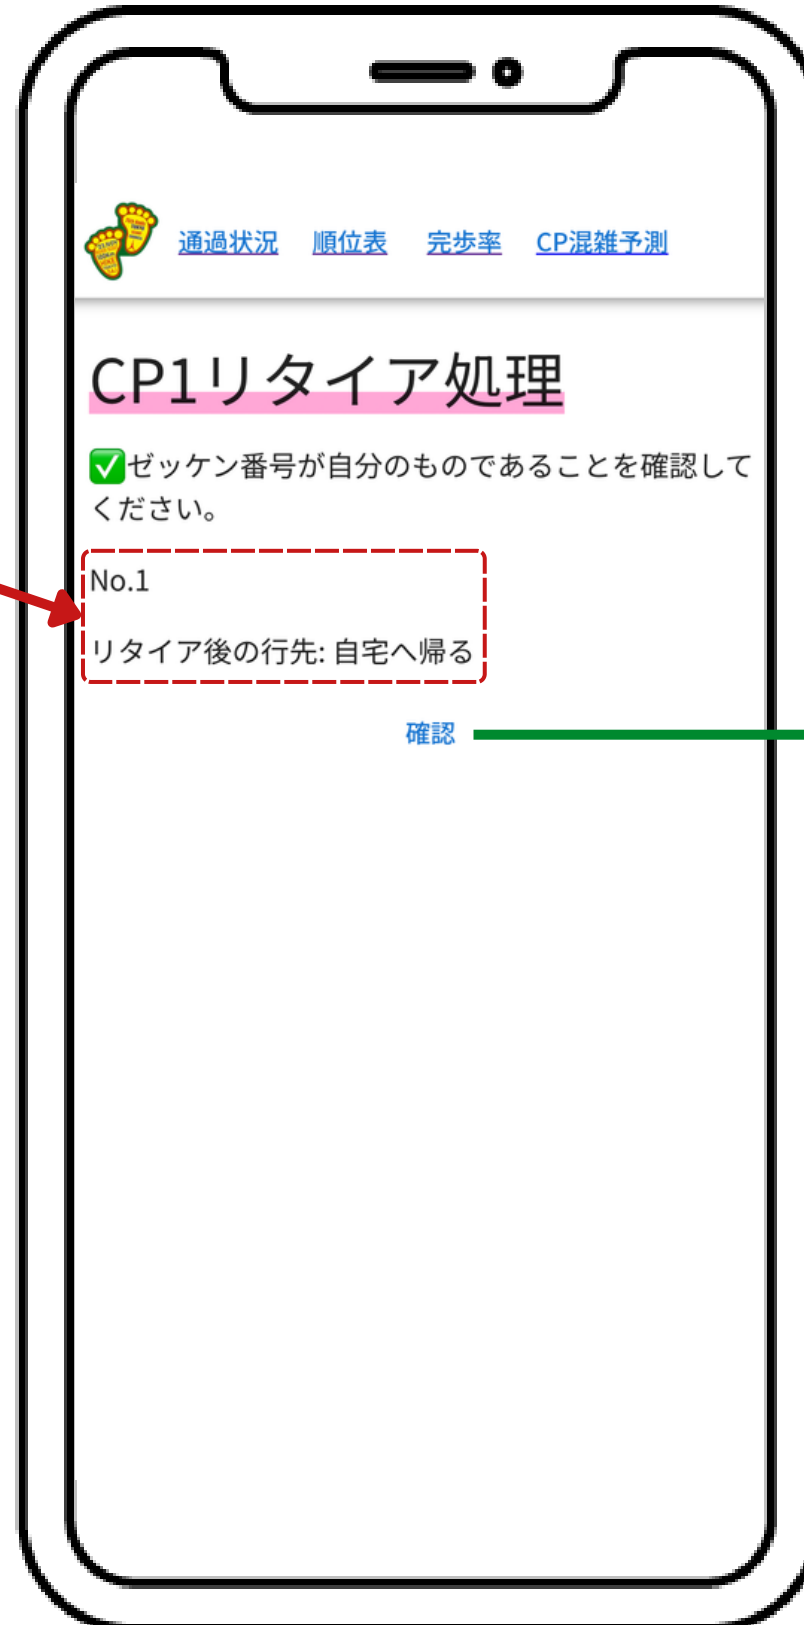 通過状況 順位表 完歩率 CP混雑予測
CP1リタイア処理
✅ゼッケン番号が自分のものであることを確認して
ください。
No.1
リタイア後の行先: 自宅へ帰る
確認